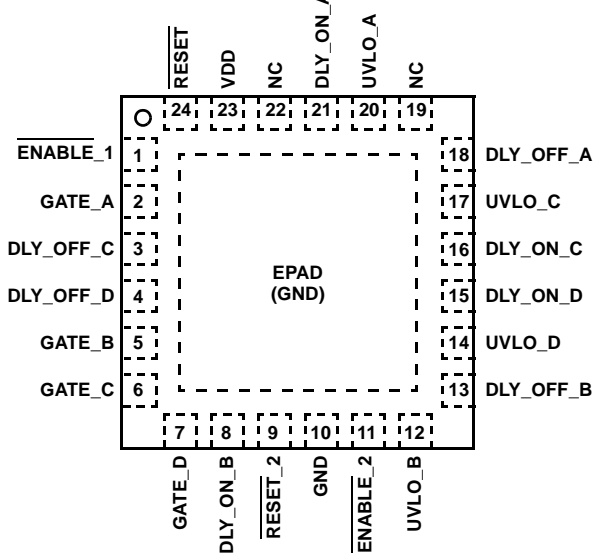 RESET
VDD
NC
DLY_ON_A
UVLO_A
NC
24
23
22
21
20
19
ENABLE_1
1
18
DLY_OFF_A
GATE_A
2
17
UVLO_C
DLY_OFF_C
3
16
DLY_ON_C
EPAD
(GND)
DLY_OFF_D
4
15
DLY_ON_D
GATE_B
5
14
UVLO_D
GATE_C
6
13
DLY_OFF_B
7
8
9
10
11
12
GATE_D
DLY_ON_B
RESET_2
GND
ENABLE_2
UVLO_B